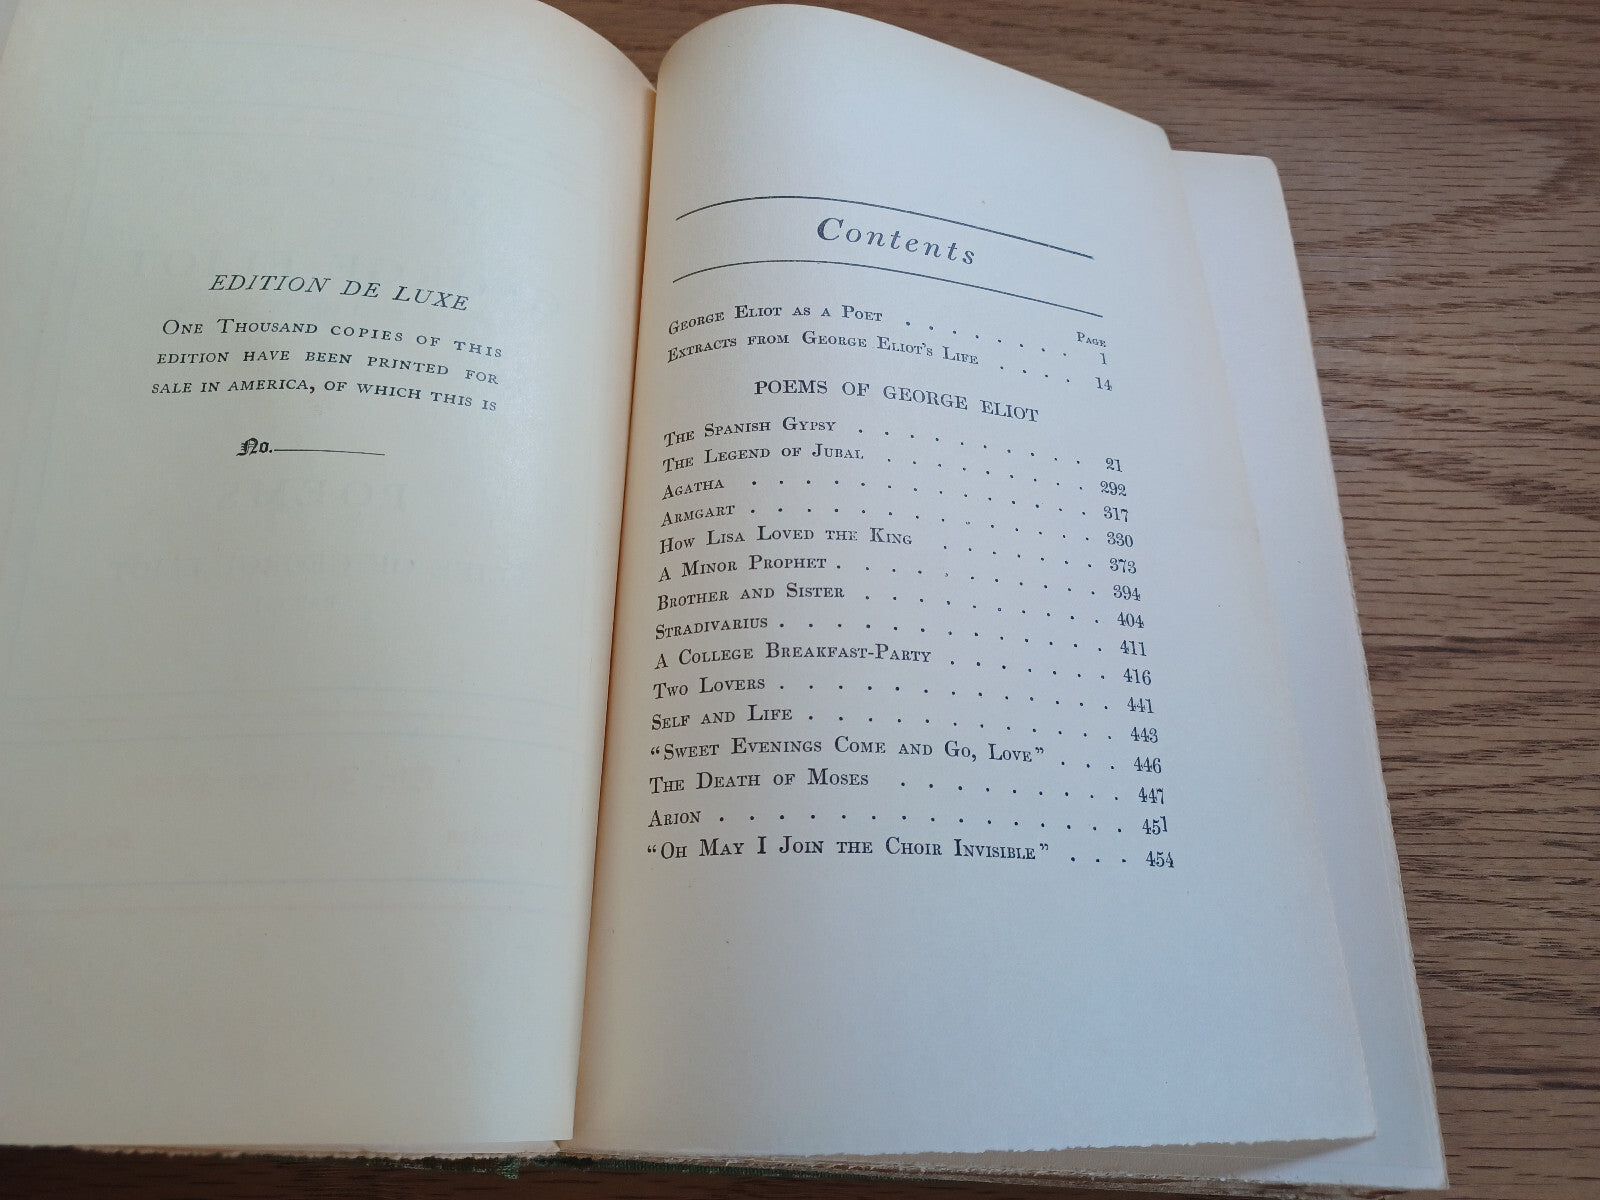 EDITION DE LUXE
ONE THOUSAND COPIES OF THIS
EDITION HAVE BEEN PRINTED FOR
SALE IN AMERICA, OF WHICH THIS IS
No.
Contents
PAGE
GEORGE ELIOT AS A POET . . . . . . . 1
EXTRACTS FROM GEORGE ELIOT'S LIFE . . . . 14
POEMS OF GEORGE ELIOT
THE SPANISH GYPSY . . . . . . . . 21
THE LEGEND OF JUBAL . . . . . . . . 292
AGATHA . . . . . . . . . . . . 317
ARMGART . . . . . . . . . . . . 330
HOW LISA LOVED THE KING . . . . . . 373
A MINOR PROPHET . . . . . . . . . . 394
BROTHER AND SISTER . . . . . . . . . 404
STRADIVARIUS . . . . . . . . . . . . 411
A COLLEGE BREAKFAST-PARTY . . . . . . 416
TWO LOVERS . . . . . . . . . . . . 441
SELF AND LIFE . . . . . . . . . . . 443
“SWEET EVENINGS COME AND GO, LOVE” . . . 446
THE DEATH OF MOSES . . . . . . . . 447
ARION . . . . . . . . . . . . . . 451
“OH MAY I JOIN THE CHOIR INVISIBLE” . . . 454